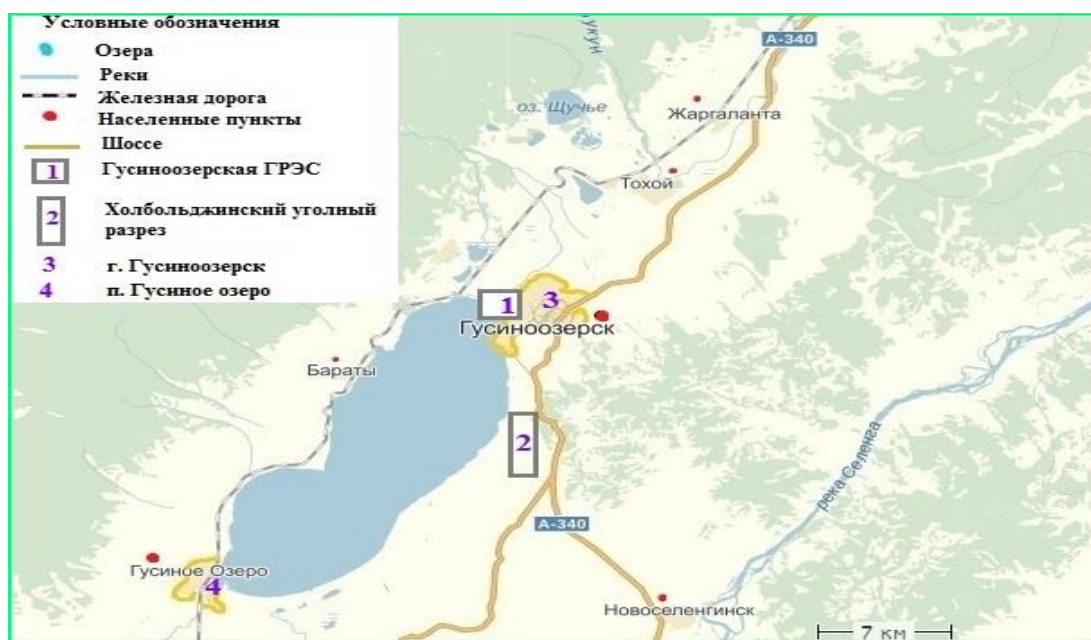 Условные обозначения
Озера
Реки
Железная дорога
Населенные пункты
Шоссе
1 Гусиноозерская ГРЭС
2 Холбольджинский уголный
разрез
3 г. Гусиноозерск
4 п. Гусиное озеро
А-340
оз. Щучье
Жаргаланта
Тохой
1
3
Гусиноозерск
Бараты
2
река Селенга
А-340
Гусиное Озеро
4
Новоселенгинск
7 км